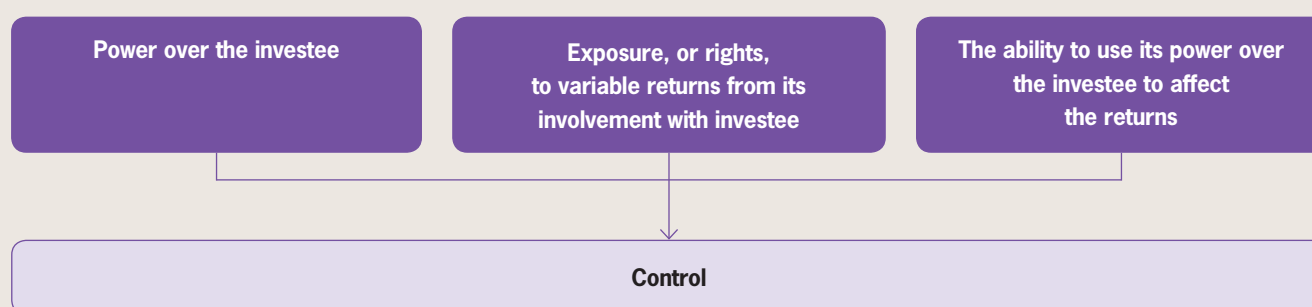 Power over the investee
Exposure, or rights,
to variable returns from its
involvement with investee
The ability to use its power over
the investee to affect
the returns
Control